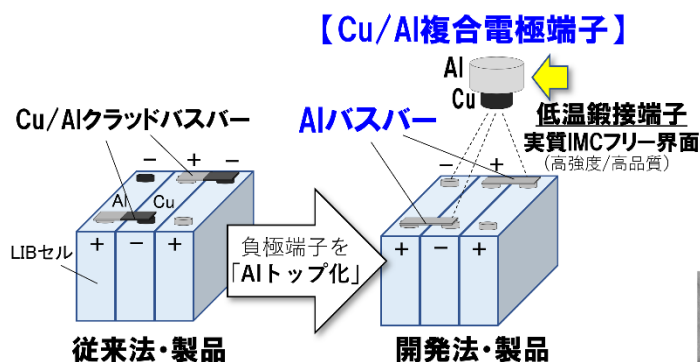 【Cu/Al複合電極端子】
Al
Cu
低温鍛接端子
実質IMCフリー界面
(高強度/高品質)
Cu/Alクラッドバスバー
Alバスバー
− + −
Al Cu
LIBセル
+ − +
従来法・製品
負極端子を
「Alトップ化」
− +
+ − +
開発法・製品